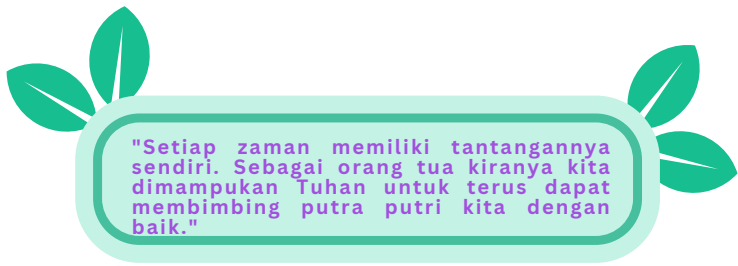 "Setiap zaman memiliki tantangannya
sendiri. Sebagai orang tua kiranya kita
dimampukan Tuhan untuk terus dapat
membimbing putra putri kita dengan
baik."